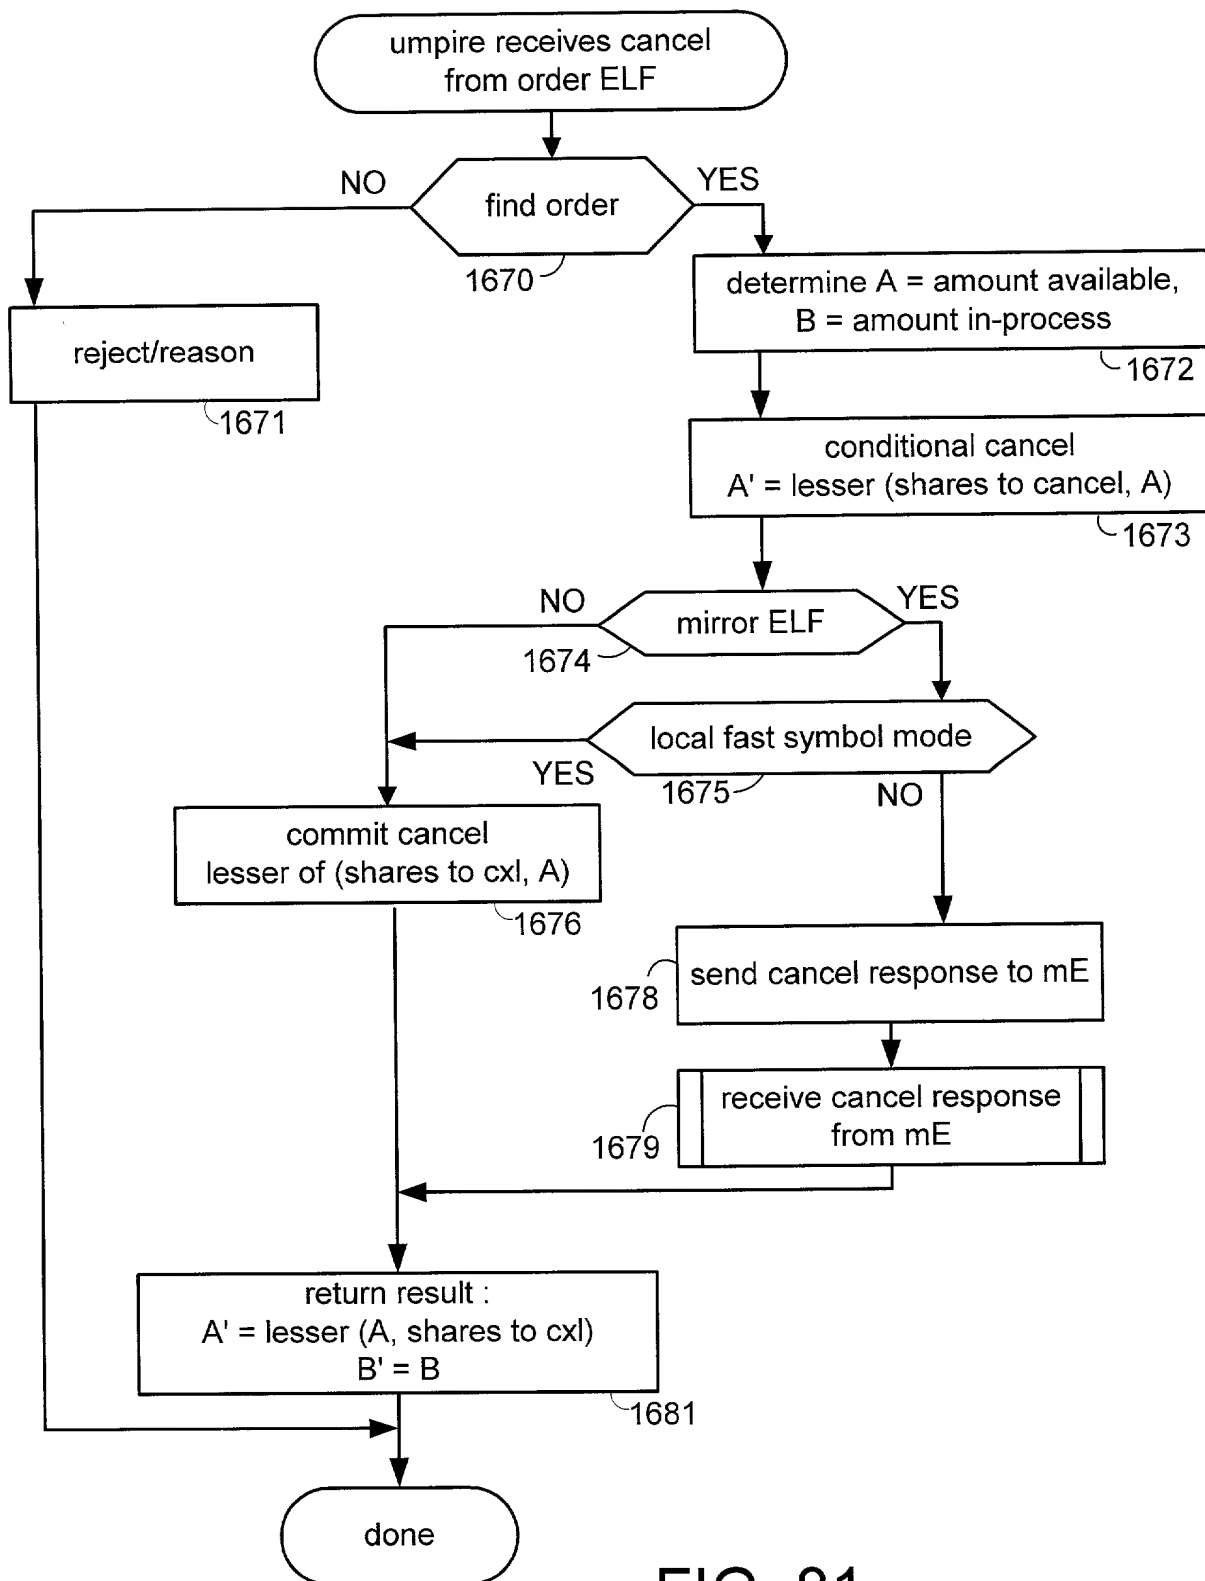 umpire receives cancel
from order ELF
NO
YES
find order
1670
determine A = amount available,
B = amount in-process
1672
reject/reason
1671
conditional cancel
A' = lesser (shares to cancel, A)
1673
NO
YES
mirror ELF
1674
local fast symbol mode
YES
1675
NO
commit cancel
lesser of (shares to cxl, A)
1676
send cancel response to mE
1678
receive cancel response
from mE
1679
return result :
A' = lesser (A, shares to cxl)
B' = B
1681
done
FIG. 81